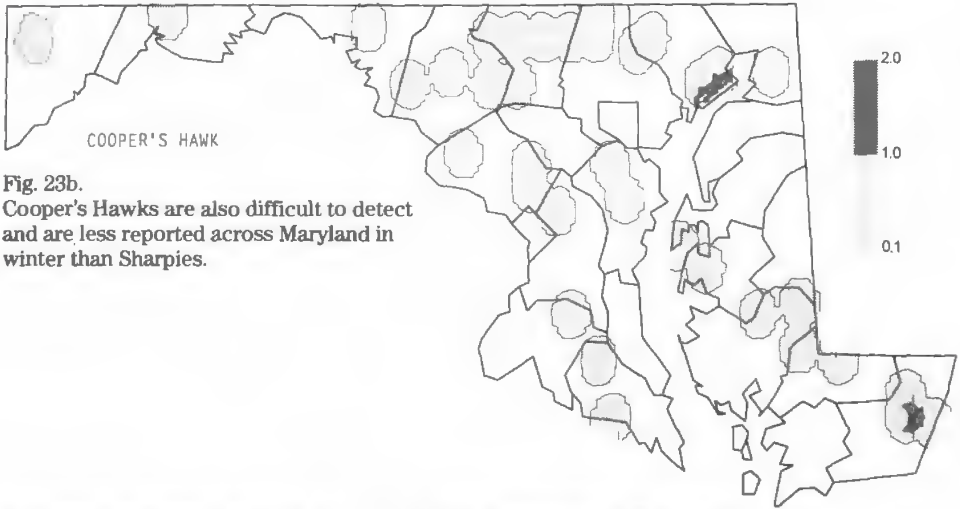 COOPER'S HAWK
Fig. 23b.
Cooper's Hawks are also difficult to detect
and are less reported across Maryland in
winter than Sharpies.
2.0
1.0
0.1